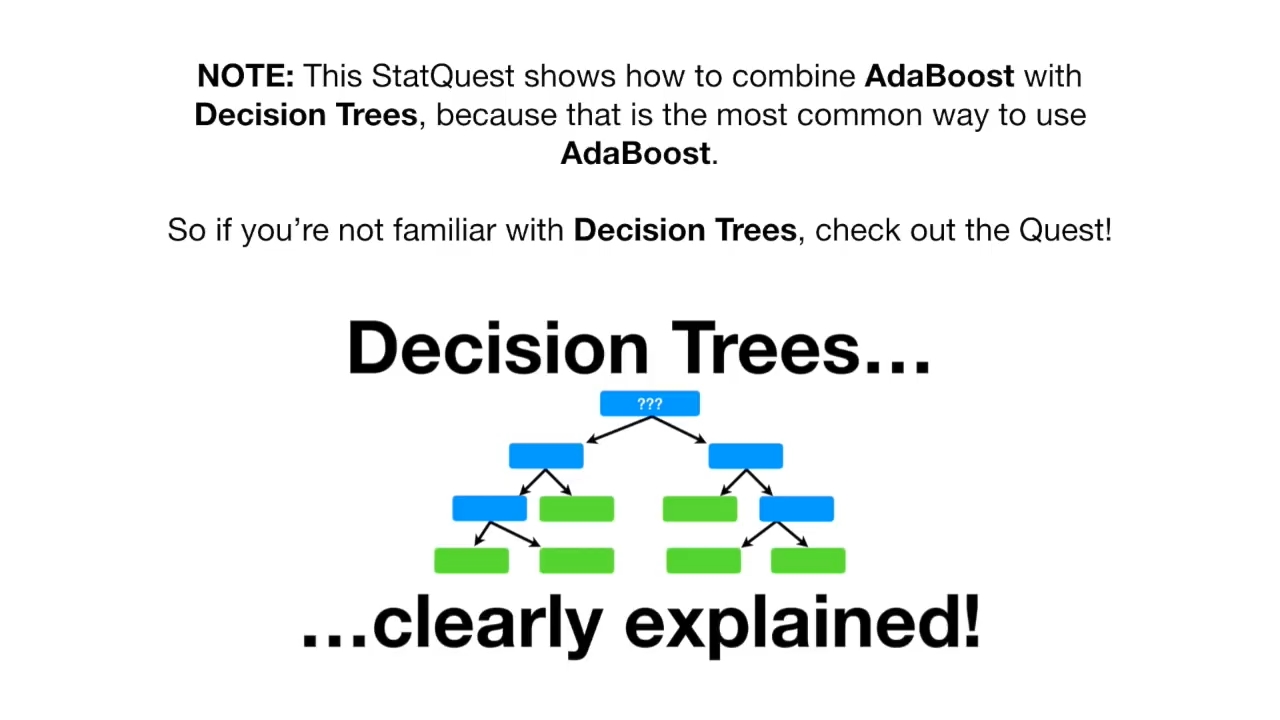 NOTE: This StatQuest shows how to combine AdaBoost with
Decision Trees, because that is the most common way to use
AdaBoost.
So if you’re not familiar with Decision Trees, check out the Quest!
Decision Trees…
???
…clearly explained!